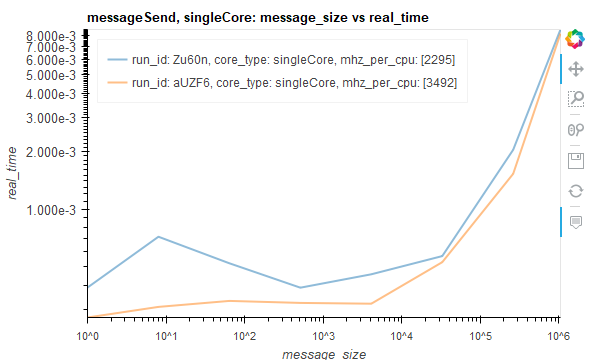 messageSend, singleCore: message_size vs real_time
8.000e-3
7.000e-3
6.000e-3
5.000e-3
4.000e-3
3.000e-3
2.000e-3
1.000e-3
real_time
run_id: Zu60n, core_type: singleCore, mhz_per_cpu: [2295]
run_id: aUZF6, core_type: singleCore, mhz_per_cpu: [3492]
10^0 10^1 10^2 10^3 10^4 10^5 10^6
message_size